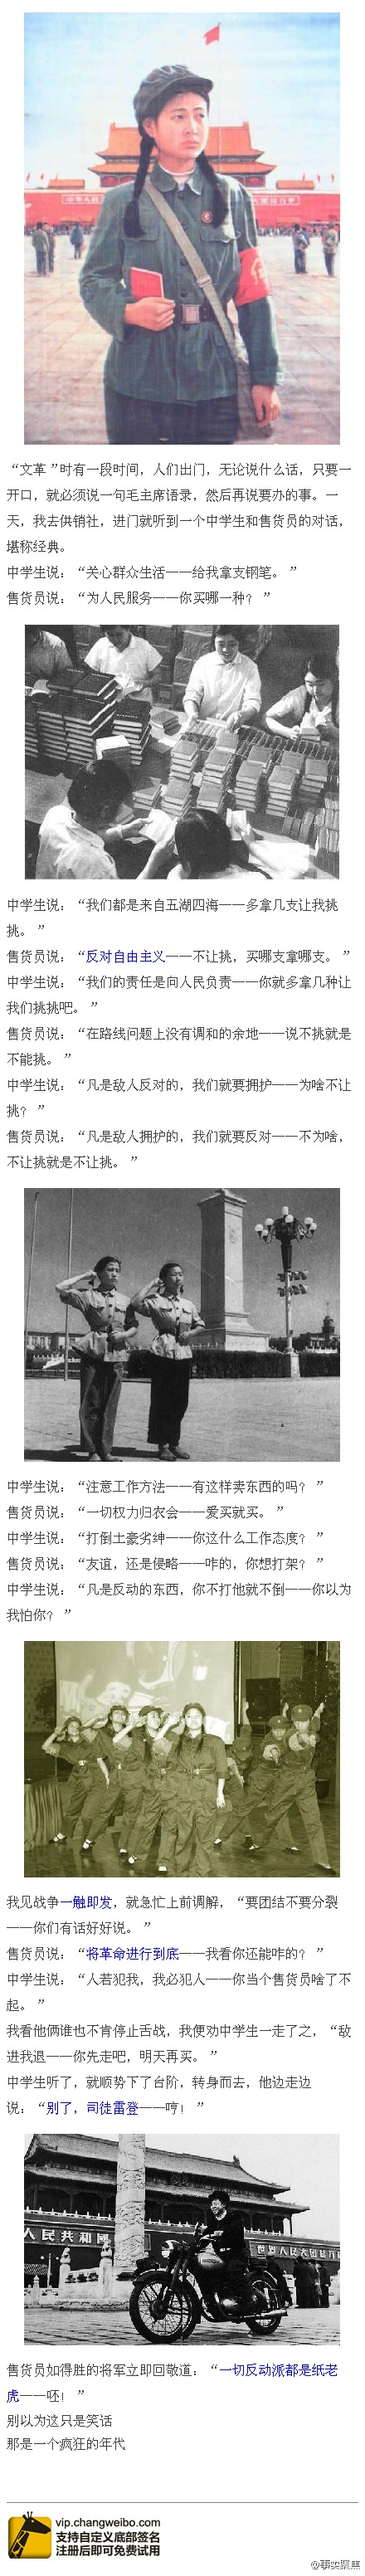 “文革”时有一段时间，人们出门，无论说什么话，只要一
开口，就必须说一句毛主席语录，然后再说要办的事。一
天，我去供销社，进门就听到一个中学生和售货员的对话，
堪称经典。
中学生说：“关心群众生活——给我拿支钢笔。”
售货员说：“为人民服务——你买哪一种？”
中学生说：“我们都是来自五湖四海——多拿几支让我挑
挑。”
售货员说：“反对自由主义——不让挑，买哪支拿哪支。”
中学生说：“我们的责任是向人民负责——你就多拿几种让
我们挑挑吧。”
售货员说：“在路线问题上没有调和的余地——说不挑就是
不能挑。”
中学生说：“凡是敌人反对的，我们就要拥护——为啥不让
挑？”
售货员说：“凡是敌人拥护的，我们就要反对——不为啥，
不让挑就是不让挑。”
中学生说：“注意工作方法——有这样卖东西的吗？”
售货员说：“一切权力归农会——爱买就买。”
中学生说：“打倒土豪劣绅——你这什么工作态度？”
售货员说：“友谊，还是侵略——咋的，你想打架？”
中学生说：“凡是反动的东西，你不打他就不倒——你以为
我怕你？”
我见战争一触即发，就急忙上前调解，“要团结不要分裂
——你们有话好好说。”
售货员说：“将革命进行到底——我看你还能咋的？”
中学生说：“人若犯我，我必犯人——你当个售货员啥了不
起。”
我看他俩谁也不肯停止舌战，我便劝中学生一走了之，“敌
进我退——你先走吧，明天再买。”
中学生听了，就顺势下了台阶，转身而去，他边走边
说：“别了，司徒雷登——哼！”
人民共和國
世界人民大团结万
售货员如得胜的将军立即回敬道：“一切反动派都是纸老
虎——呸！”
别以为这只是笑话
那是一个疯狂的年代
vip.changweibo.com
支持自定义底部签名
注册后即可免费试用
@事实聚焦